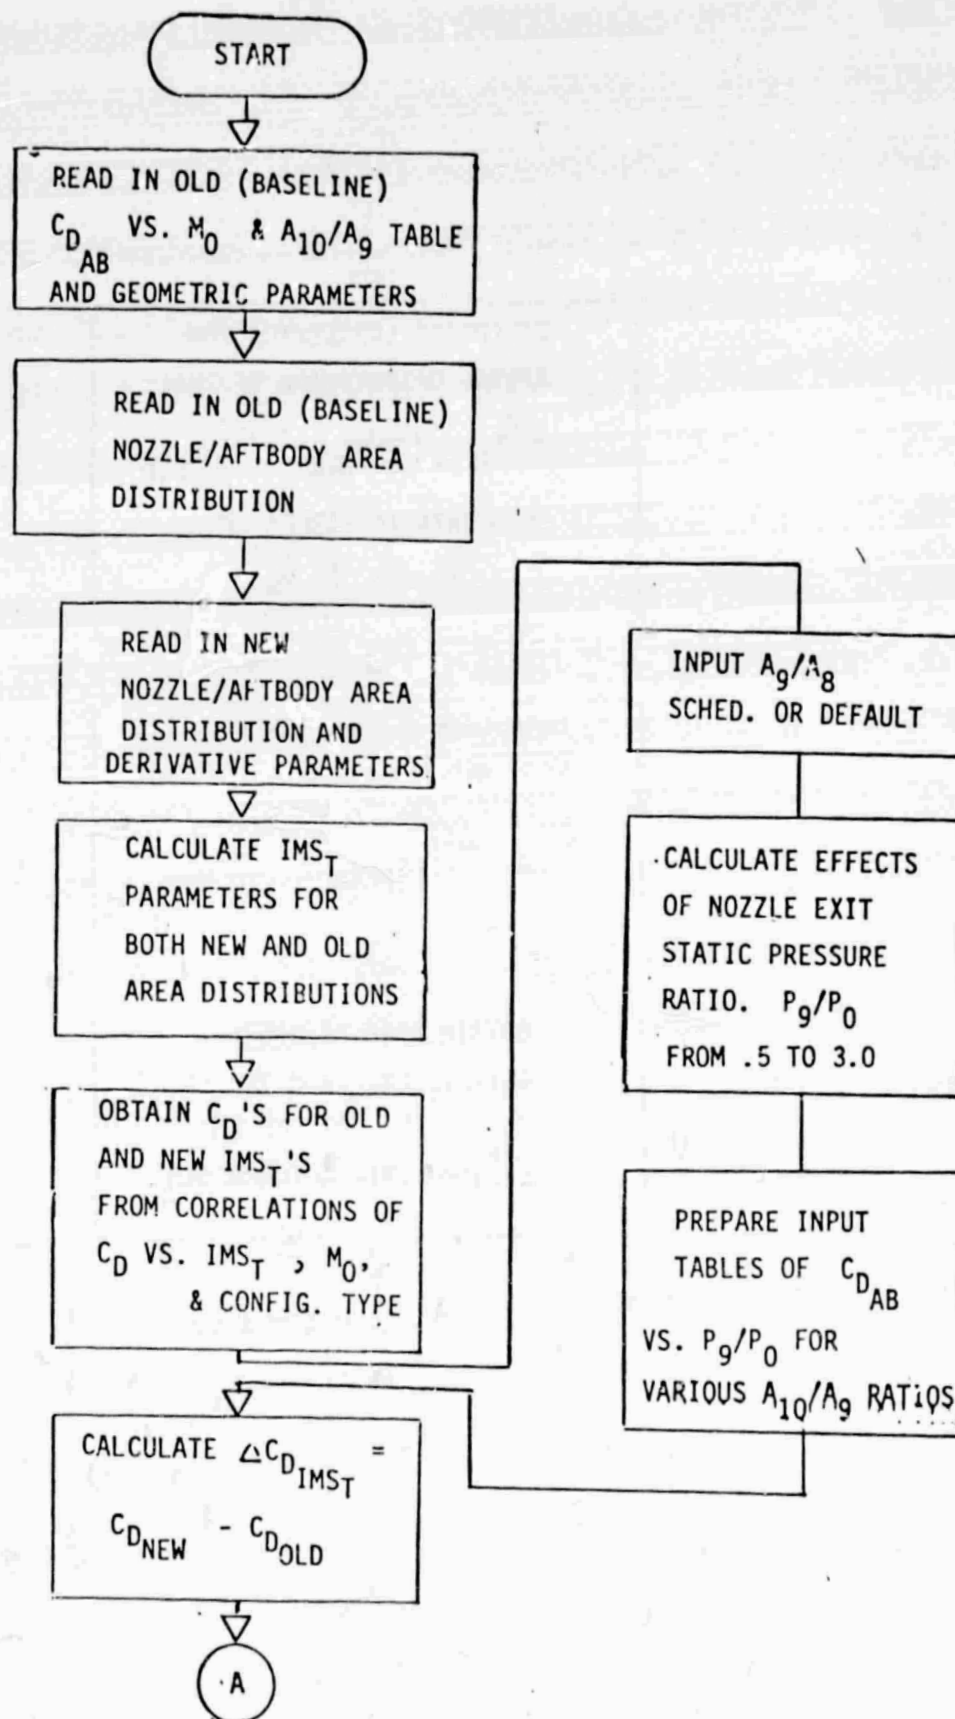 START
READ IN OLD (BASELINE)
C_D_AB VS. M_0 & A_10/A_9 TABLE
AND GEOMETRIC PARAMETERS
READ IN OLD (BASELINE)
NOZZLE/AFTBODY AREA
DISTRIBUTION
READ IN NEW
NOZZLE/AFTBODY AREA
DISTRIBUTION AND
DERIVATIVE PARAMETERS
CALCULATE IMS_T
PARAMETERS FOR
BOTH NEW AND OLD
AREA DISTRIBUTIONS
OBTAIN C_D'S FOR OLD
AND NEW IMS_T'S
FROM CORRELATIONS OF
C_D VS. IMS_T , M_0,
& CONFIG. TYPE
INPUT A_9/A_8
SCHED. OR DEFAULT
CALCULATE EFFECTS
OF NOZZLE EXIT
STATIC PRESSURE
RATIO. P_9/P_0
FROM .5 TO 3.0
PREPARE INPUT
TABLES OF C_D_AB
VS. P_9/P_0 FOR
VARIOUS A_10/A_9 RATIOS
CALCULATE ΔC_D_IMS_T =
C_D_NEW - C_D_OLD
A